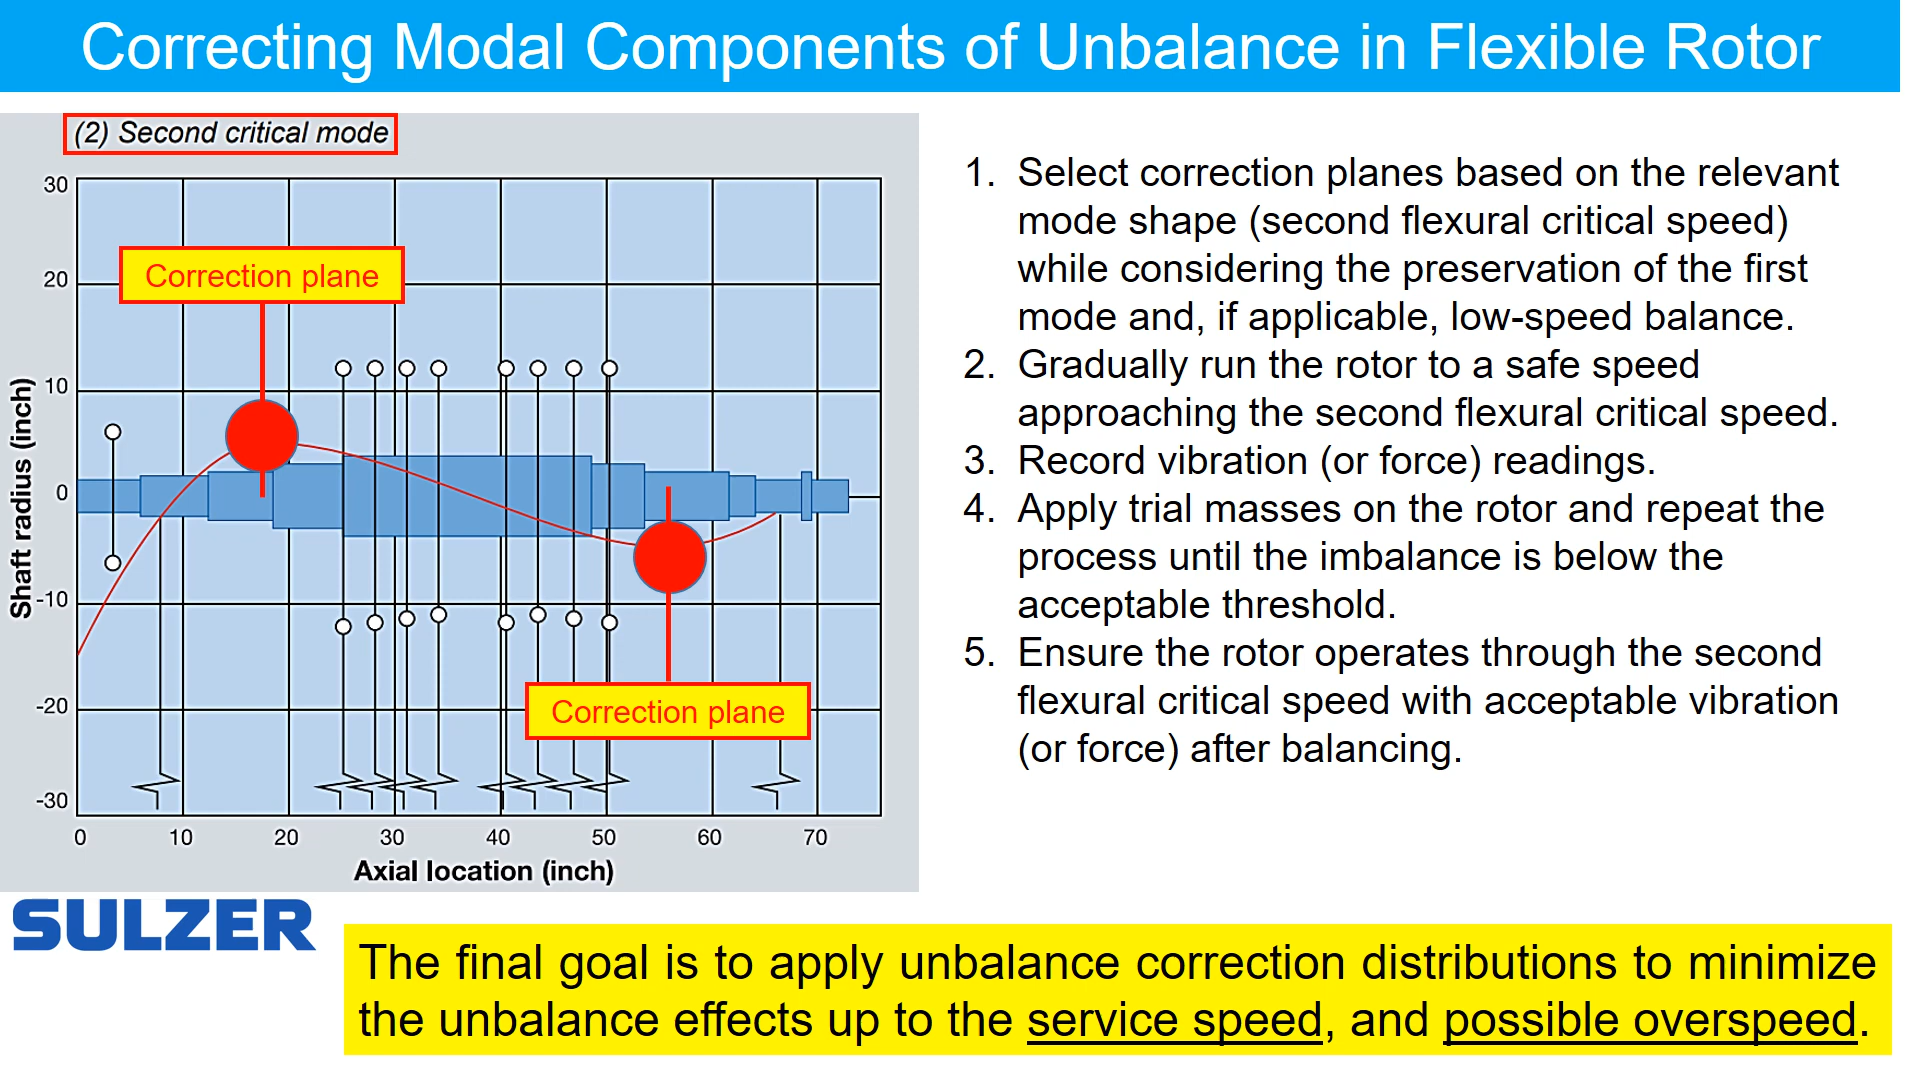 Correcting Modal Components of Unbalance in Flexible Rotor
(2) Second critical mode
30
20
10
0
-10
-20
-30
Shaft radius (inch)
Correction plane
Correction plane
0 10 20 30 40 50 60 70
Axial location (inch)
1. Select correction planes based on the relevant
mode shape (second flexural critical speed)
while considering the preservation of the first
mode and, if applicable, low-speed balance.
2. Gradually run the rotor to a safe speed
approaching the second flexural critical speed.
3. Record vibration (or force) readings.
4. Apply trial masses on the rotor and repeat the
process until the imbalance is below the
acceptable threshold.
5. Ensure the rotor operates through the second
flexural critical speed with acceptable vibration
(or force) after balancing.
SULZER
The final goal is to apply unbalance correction distributions to minimize
the unbalance effects up to the service speed, and possible overspeed.